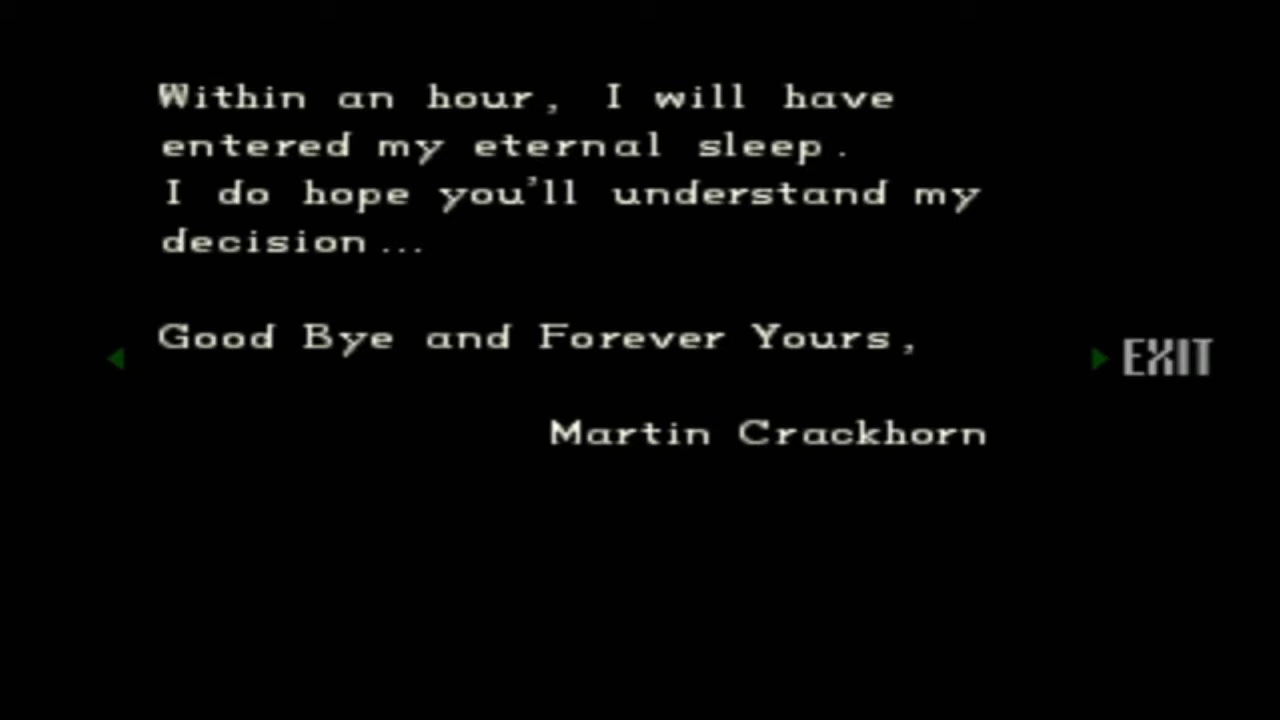 Within an hour, I will have
entered my eternal sleep.
I do hope you'll understand my
decision...
Good Bye and Forever Yours,
EXIT
Martin Crackhorn